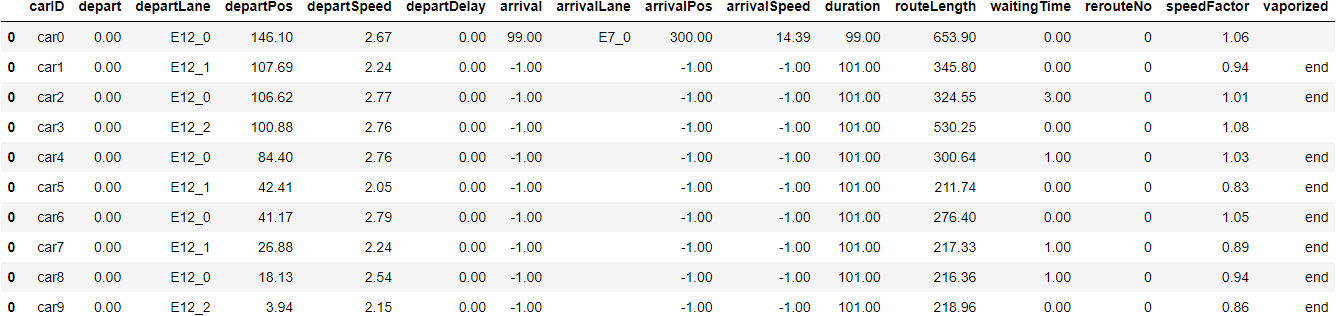 carID depart departLane departPos departSpeed departDelay arrival arrivalLane arrivalPos arrivalSpeed duration routeLength waitingTime rerouteNo speedFactor vaporized
0 car0 0.00 E12_0 146.10 2.67 0.00 99.00 E7_0 300.00 14.39 99.00 653.90 0.00 0 1.06
0 car1 0.00 E12_1 107.69 2.24 0.00 -1.00 -1.00 -1.00 101.00 345.80 0.00 0 0.94 end
0 car2 0.00 E12_0 106.62 2.77 0.00 -1.00 -1.00 -1.00 101.00 324.55 3.00 0 1.01 end
0 car3 0.00 E12_2 100.88 2.76 0.00 -1.00 -1.00 -1.00 101.00 530.25 0.00 0 1.08
0 car4 0.00 E12_0 84.40 2.76 0.00 -1.00 -1.00 -1.00 101.00 300.64 1.00 0 1.03 end
0 car5 0.00 E12_1 42.41 2.05 0.00 -1.00 -1.00 -1.00 101.00 211.74 0.00 0 0.83 end
0 car6 0.00 E12_0 41.17 2.79 0.00 -1.00 -1.00 -1.00 101.00 276.40 0.00 0 1.05 end
0 car7 0.00 E12_1 26.88 2.24 0.00 -1.00 -1.00 -1.00 101.00 217.33 1.00 0 0.89 end
0 car8 0.00 E12_0 18.13 2.54 0.00 -1.00 -1.00 -1.00 101.00 216.36 1.00 0 0.94 end
0 car9 0.00 E12_2 3.94 2.15 0.00 -1.00 -1.00 -1.00 101.00 218.96 0.00 0 0.86 end